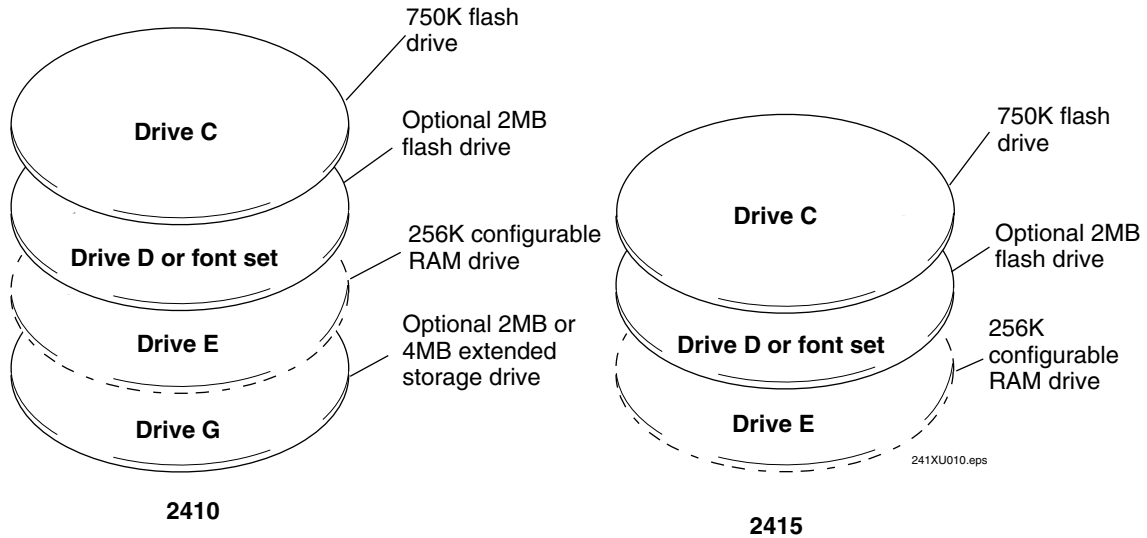 750K flash
drive
Drive C
Optional 2MB
flash drive
Drive D or font set
256K configurable
RAM drive
Drive E
Optional 2MB or
4MB extended
storage drive
Drive G
2410
750K flash
drive
Drive C
Optional 2MB
flash drive
Drive D or font set
256K
configurable
RAM drive
Drive E
241XU010.eps
2415